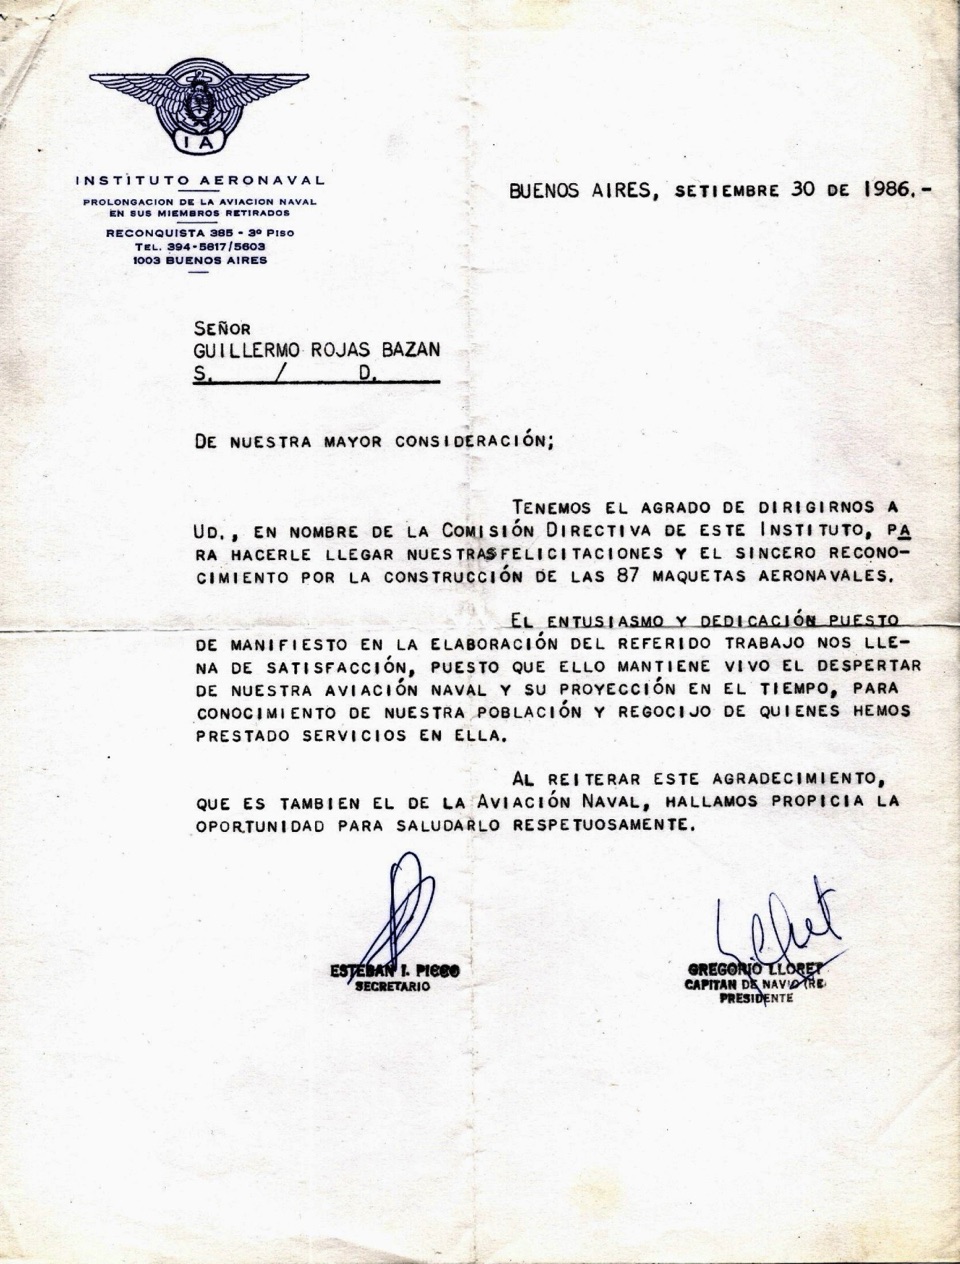 IA
INSTITUTO AERONAVAL
PROLONGACION DE LA AVIACION NAVAL
EN SUS MIEMBROS RETIRADOS
RECONQUISTA 385 - 3º PISO
TEL. 394-5617/5603
1003 BUENOS AIRES
BUENOS AIRES, SETIEMBRE 30 DE 1986.-
SEÑOR
GUILLERMO ROJAS BAZAN
S. / D.
DE NUESTRA MAYOR CONSIDERACIÓN;
TENEMOS EL AGRADO DE DIRIGIRNOS A
UD., EN NOMBRE DE LA COMISIÓN DIRECTIVA DE ESTE INSTITUTO, PA
RA HACERLE LLEGAR NUESTRAS FELICITACIONES Y EL SINCERO RECONO-
CIMIENTO POR LA CONSTRUCCIÓN DE LAS 87 MAQUETAS AERONAVALES.
EL ENTUSIASMO Y DEDICACIÓN PUESTO
DE MANIFIESTO EN LA ELABORACIÓN DEL REFERIDO TRABAJO NOS LLE-
NA DE SATISFACCIÓN, PUESTO QUE ELLO MANTIENE VIVO EL DESPERTAR
DE NUESTRA AVIACIÓN NAVAL Y SU PROYECCIÓN EN EL TIEMPO, PARA
CONOCIMIENTO DE NUESTRA POBLACIÓN Y REGOCIJO DE QUIENES HEMOS
PRESTADO SERVICIOS EN ELLA.
AL REITERAR ESTE AGRADECIMIENTO,
QUE ES TAMBIEN EL DE LA AVIACIÓN NAVAL, HALLAMOS PROPICIA LA
OPORTUNIDAD PARA SALUDARLO RESPETUOSAMENTE.
ESTEBAN I. PICCO
SECRETARIO
GREGORIO LLORET
CAPITAN DE NAVIO (RE)
PRESIDENTE